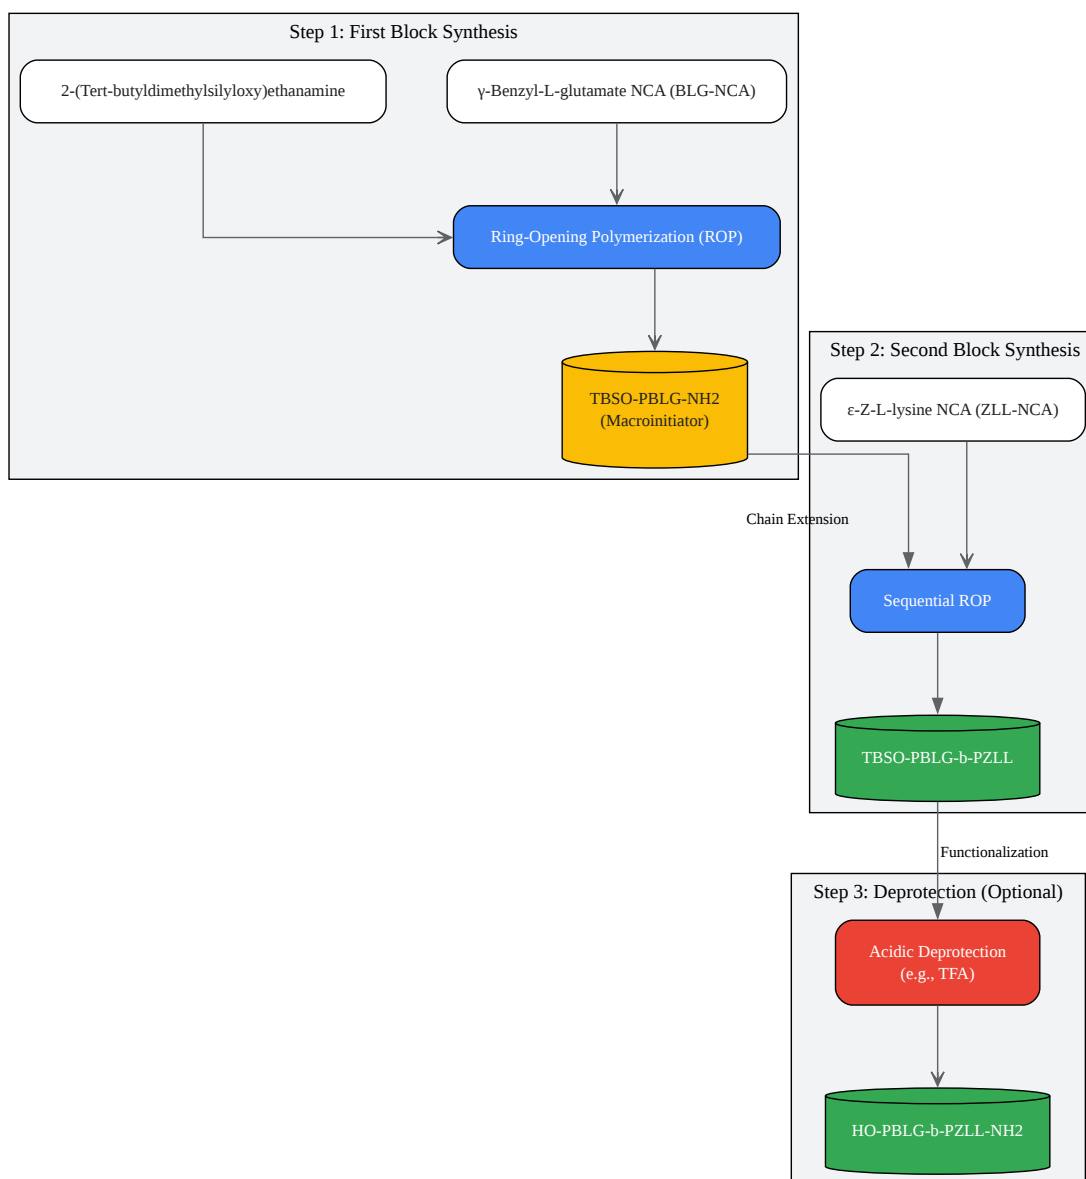 Step 1: First Block Synthesis
2-(Tert-butyldimethylsilyloxy)ethanamine
γ-Benzyl-L-glutamate NCA (BLG-NCA)
Ring-Opening Polymerization (ROP)
TBSO-PBLG-NH2
(Macroinitiator)
Step 2: Second Block Synthesis
ε-Z-L-lysine NCA (ZLL-NCA)
Chain Extension
Sequential ROP
TBSO-PBLG-b-PZLL
Functionalization
Step 3: Deprotection (Optional)
Acidic Deprotection
(e.g., TFA)
HO-PBLG-b-PZLL-NH2